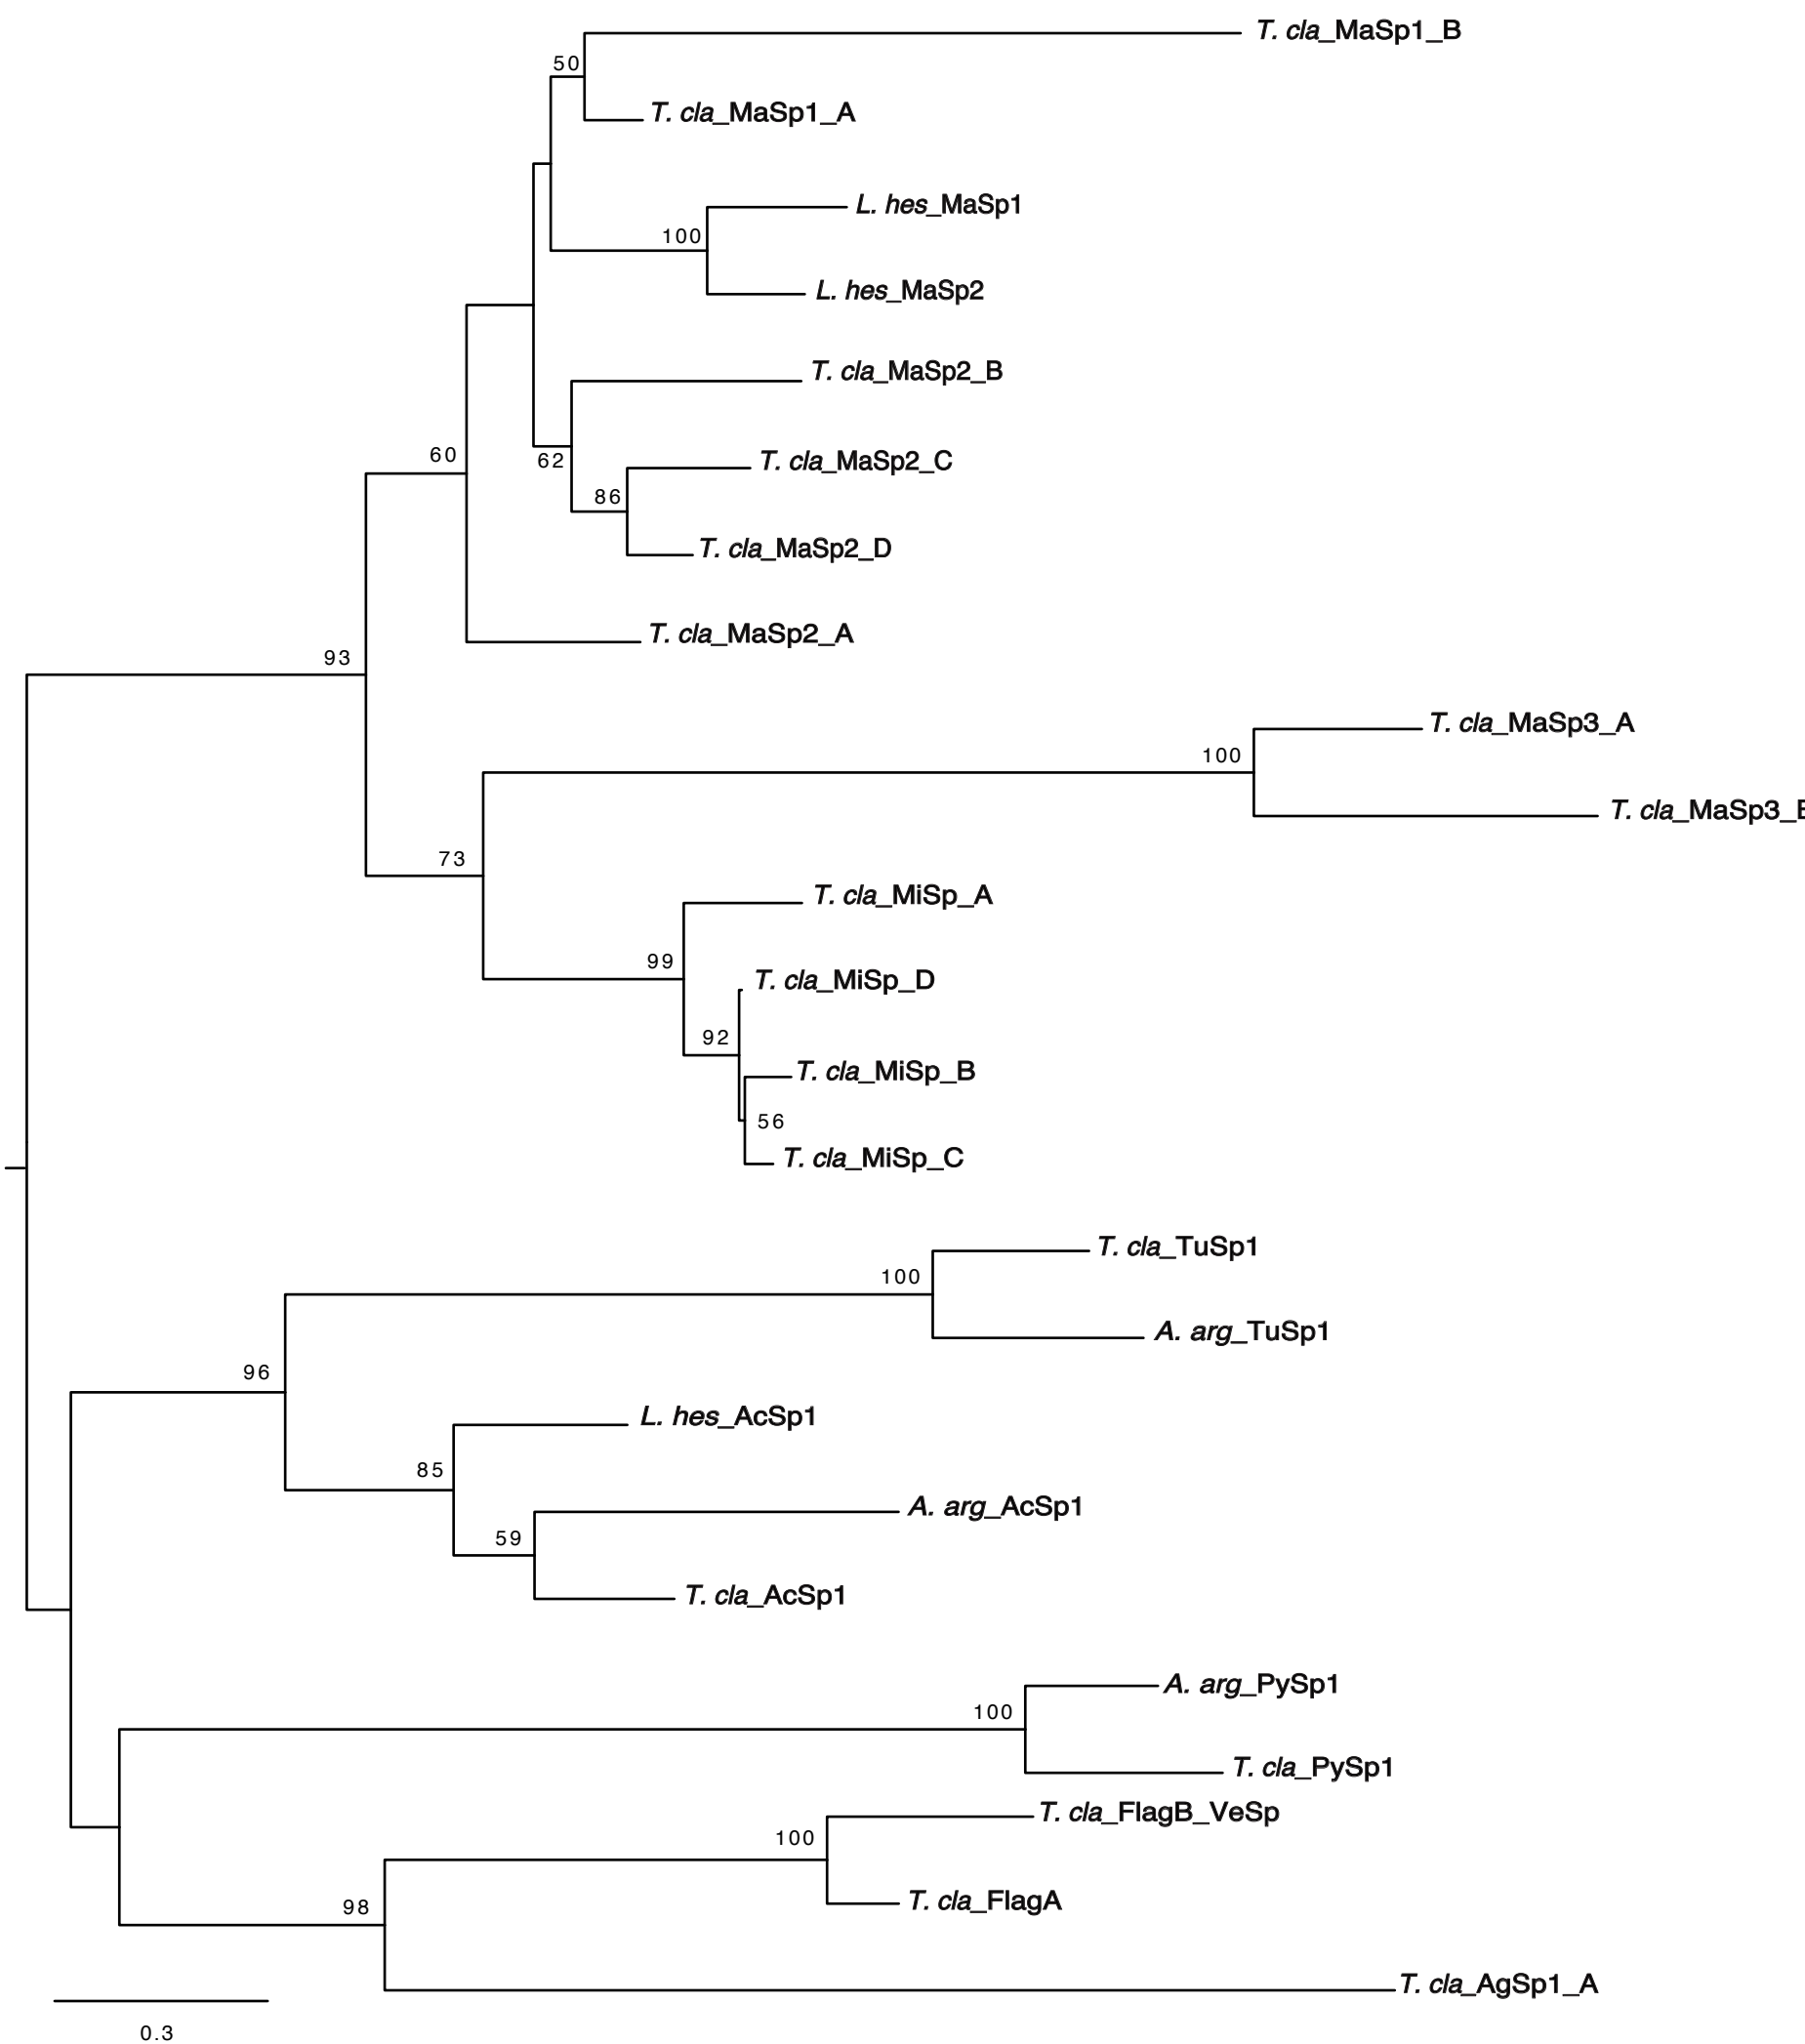 T. cla_MaSp1_B
50
T. cla_MaSp1_A
L. hes_MaSp1
100
L. hes_MaSp2
T. cla_MaSp2_B
60
62
T. cla_MaSp2_C
86
T. cla_MaSp2_D
T. cla_MaSp2_A
93
T. cla_MaSp3_A
100
T. cla_MaSp3_
73
T. cla_MiSp_A
99
T. cla_MiSp_D
92
T. cla_MiSp_B
56
T. cla_MiSp_C
T. cla_TuSp1
100
A. arg_TuSp1
96
L. hes_AcSp1
85
A. arg_AcSp1
59
T. cla_AcSp1
A. arg_PySp1
100
T. cla_PySp1
T. cla_FlagB_VeSp
100
T. cla_FlagA
98
T. cla_AgSp1_A
0.3